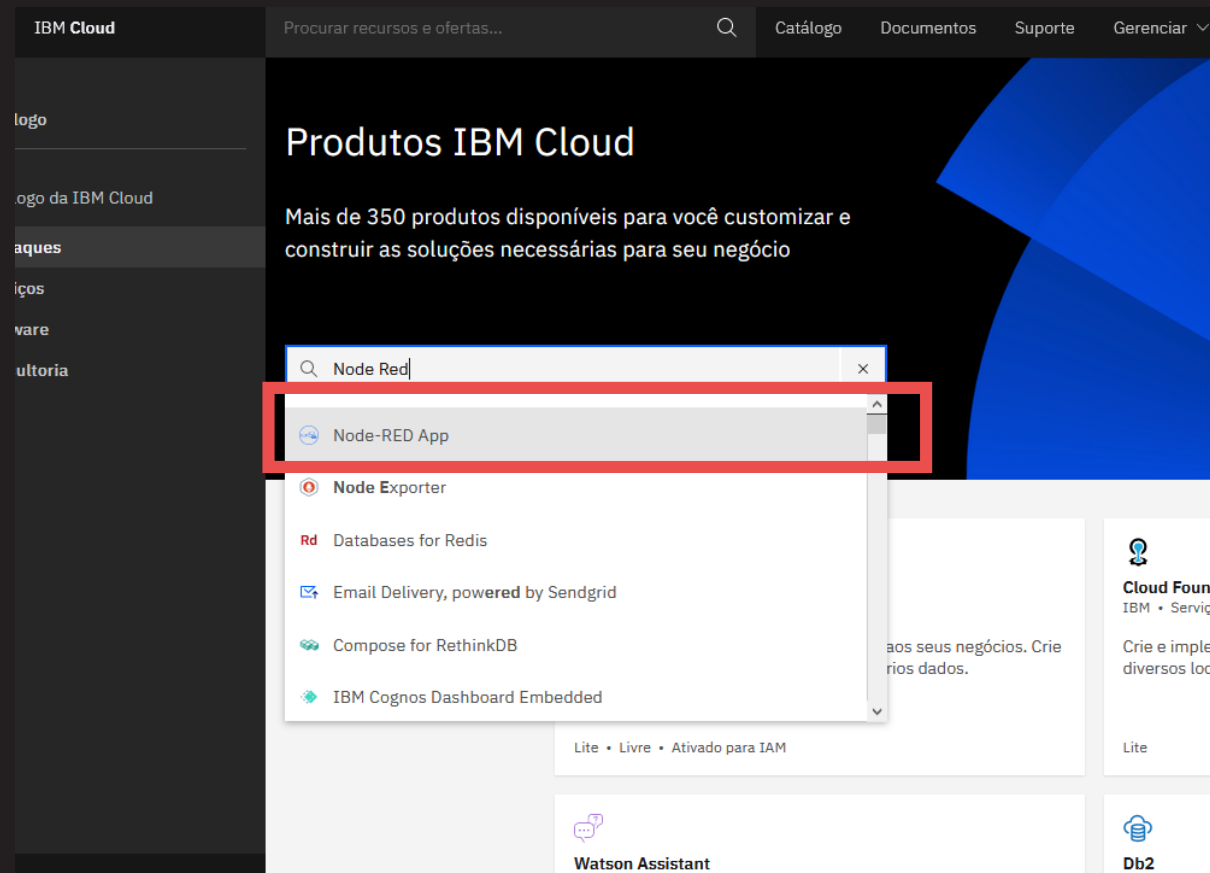 IBM Cloud
Procurar recursos e ofertas...
Catálogo
Documentos
Suporte
Gerenciar
logo
ogo da IBM Cloud
aques
iços
ware
ultoria
Produtos IBM Cloud
Mais de 350 produtos disponíveis para você customizar e
construir as soluções necessárias para seu negócio
Node Red
Node-RED App
Node Exporter
Rd Databases for Redis
Email Delivery, powered by Sendgrid
Compose for RethinkDB
IBM Cognos Dashboard Embedded
aos seus negócios. Crie
rios dados.
Lite • Livre • Ativado para IAM
Cloud Foun
IBM • Serviç
Crie e imple
diversos loc
Lite
Watson Assistant
Db2